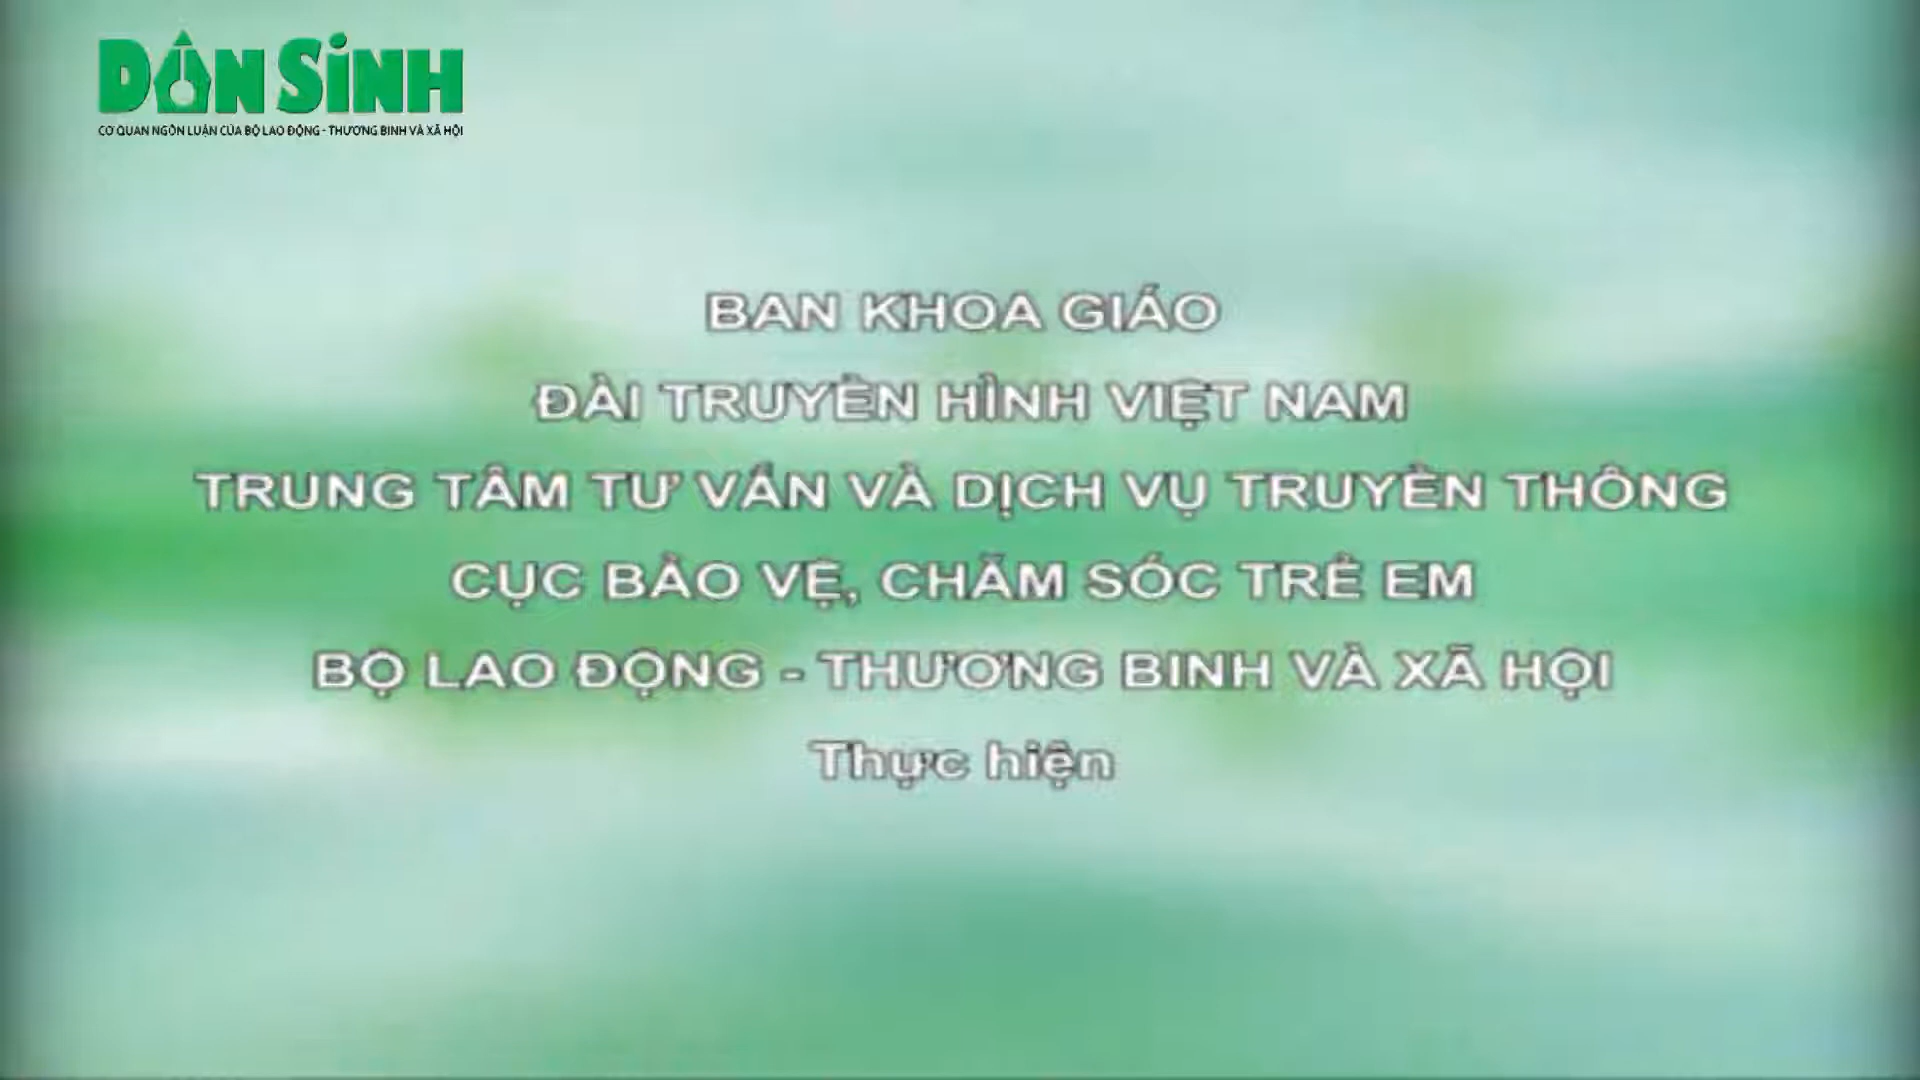 DÂN SINH
CƠ QUAN NGÔN LUẬN CỦA BỘ LAO ĐỘNG - THƯƠNG BINH VÀ XÃ HỘI
BAN KHOA GIÁO
ĐÀI TRUYỀN HÌNH VIỆT NAM
TRUNG TÂM TƯ VẤN VÀ DỊCH VỤ TRUYỀN THÔNG
CỤC BẢO VỆ, CHĂM SÓC TRẺ EM
BỘ LAO ĐỘNG - THƯƠNG BINH VÀ XÃ HỘI
Thực hiện